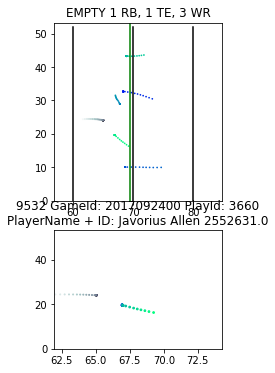 EMPTY 1 RB, 1 TE, 3 WR
50
40
30
20
10
0
60 70 80
9532 GameId: 2017092400 PlayId: 3660
PlayerName + ID: Javorius Allen 2552631.0
40
20
0
62.5 65.0 67.5 70.0 72.5